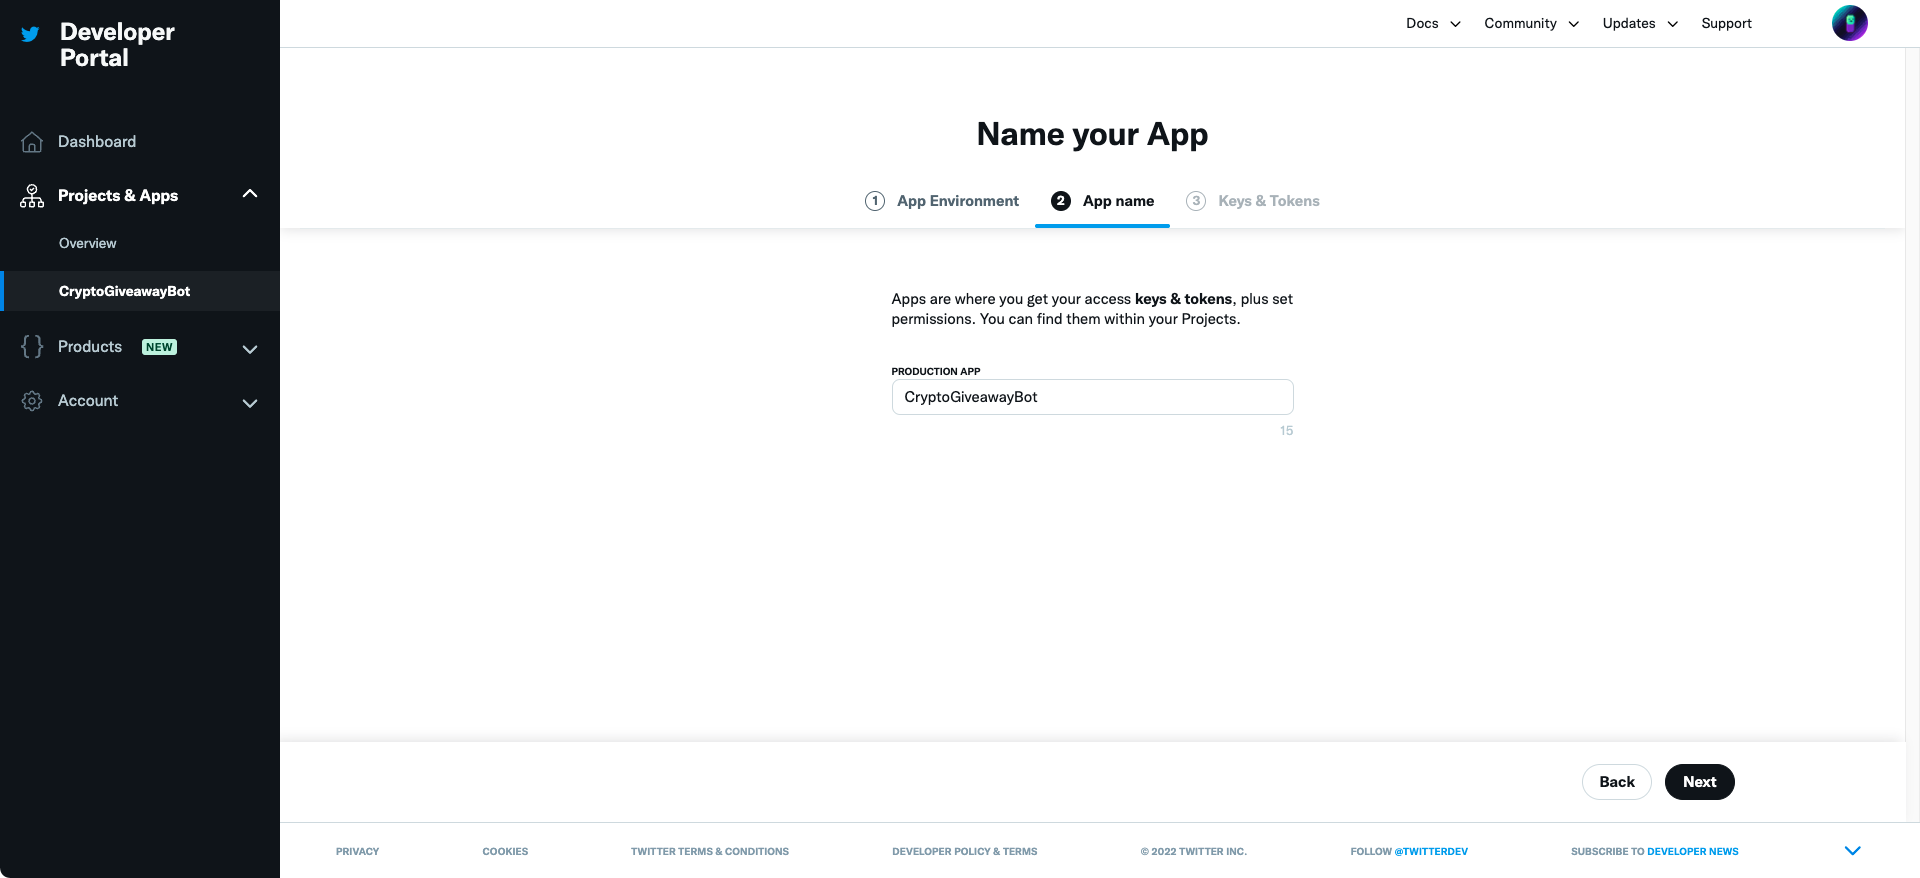 Developer
Portal
Docs
Community
Updates
Support
Dashboard
Projects & Apps
Overview
CryptoGiveawayBot
Products NEW
Account
Name your App
1 App Environment
2 App name
3 Keys & Tokens
Apps are where you get your access keys & tokens, plus set
permissions. You can find them within your Projects.
PRODUCTION APP
CryptoGiveawayBot
15
Back
Next
PRIVACY
COOKIES
TWITTER TERMS & CONDITIONS
DEVELOPER POLICY & TERMS
© 2022 TWITTER INC.
FOLLOW @TWITTERDEV
SUBSCRIBE TO DEVELOPER NEWS